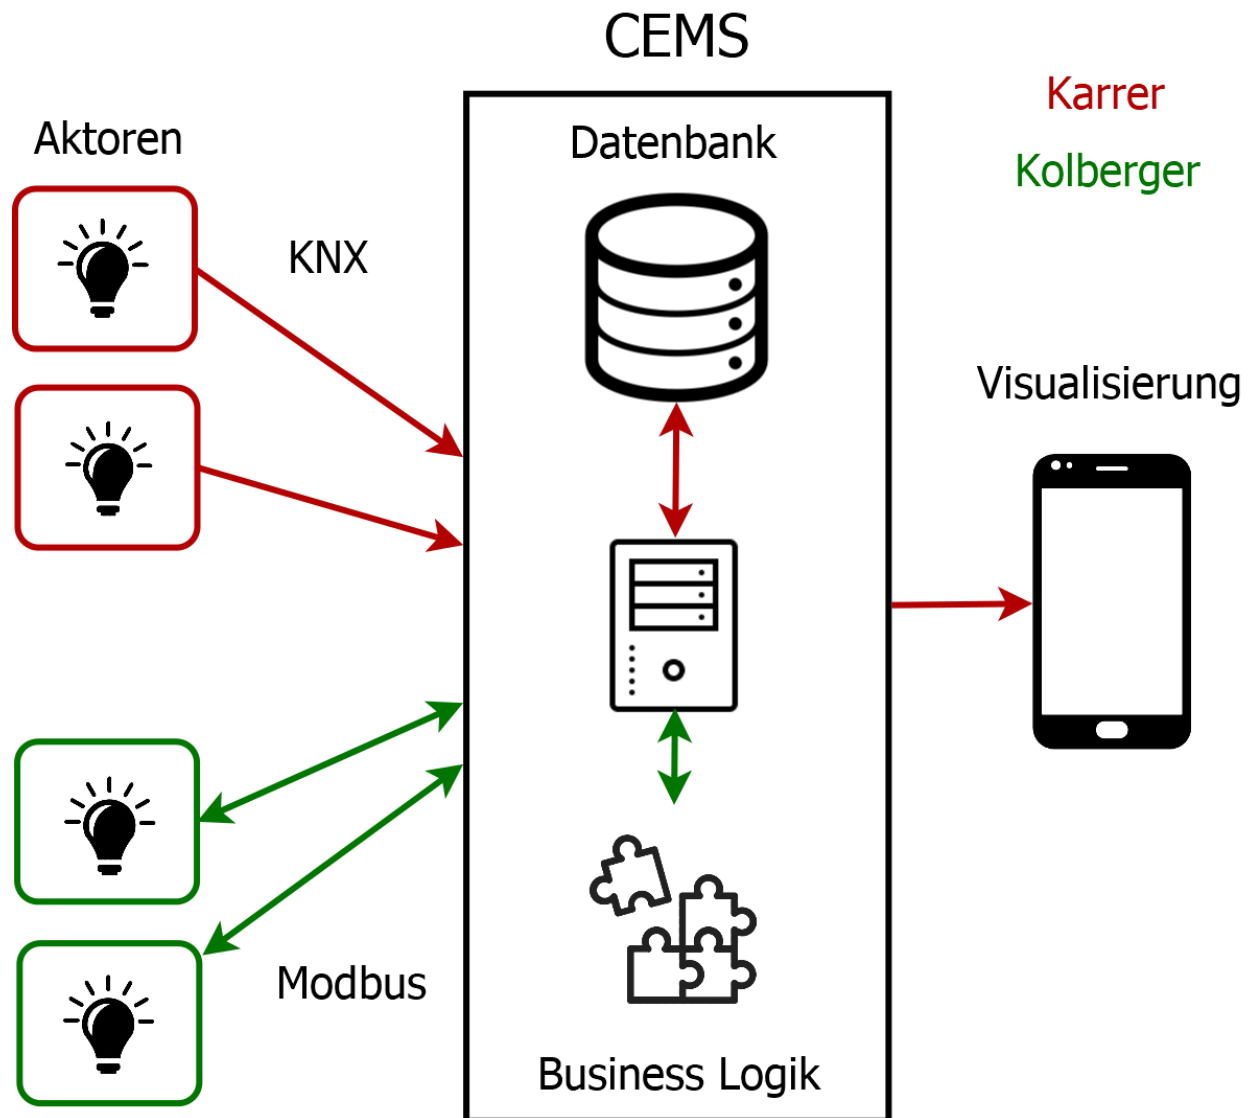 CEMS
Karrer
Kolberger
Aktoren
KNX
Datenbank
Visualisierung
Modbus
Business Logik